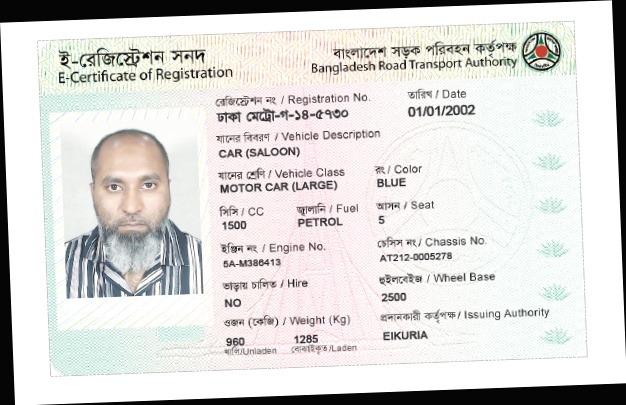 ই-রেজিস্ট্রেশন সনদ
E-Certificate of Registration
বাংলাদেশ সড়ক পরিবহন কর্তৃপক্ষ
Bangladesh Road Transport Authority
রেজিস্ট্রেশন নং / Registration No.
ঢাকা মেট্রো-গ-১৪-৫৭৩০
তারিখ / Date
01/01/2002
যানের বিবরণ / Vehicle Description
CAR (SALOON)
যানের শ্রেণি / Vehicle Class
MOTOR CAR (LARGE)
রং / Color
BLUE
সিসি / CC
1500
জ্বালানি / Fuel
PETROL
আসন / Seat
5
ইঞ্জিন নং / Engine No.
5A-M386413
চেসিস নং / Chassis No.
AT212-0005278
ভাড়ায় চালিত / Hire
NO
হুইলবেইজ / Wheel Base
2500
ওজন (কেজি) / Weight (Kg)
960 1285
খালি/Unladen বোঝাইকৃত/Laden
প্রদানকারী কর্তৃপক্ষ / Issuing Authority
EIKURIA